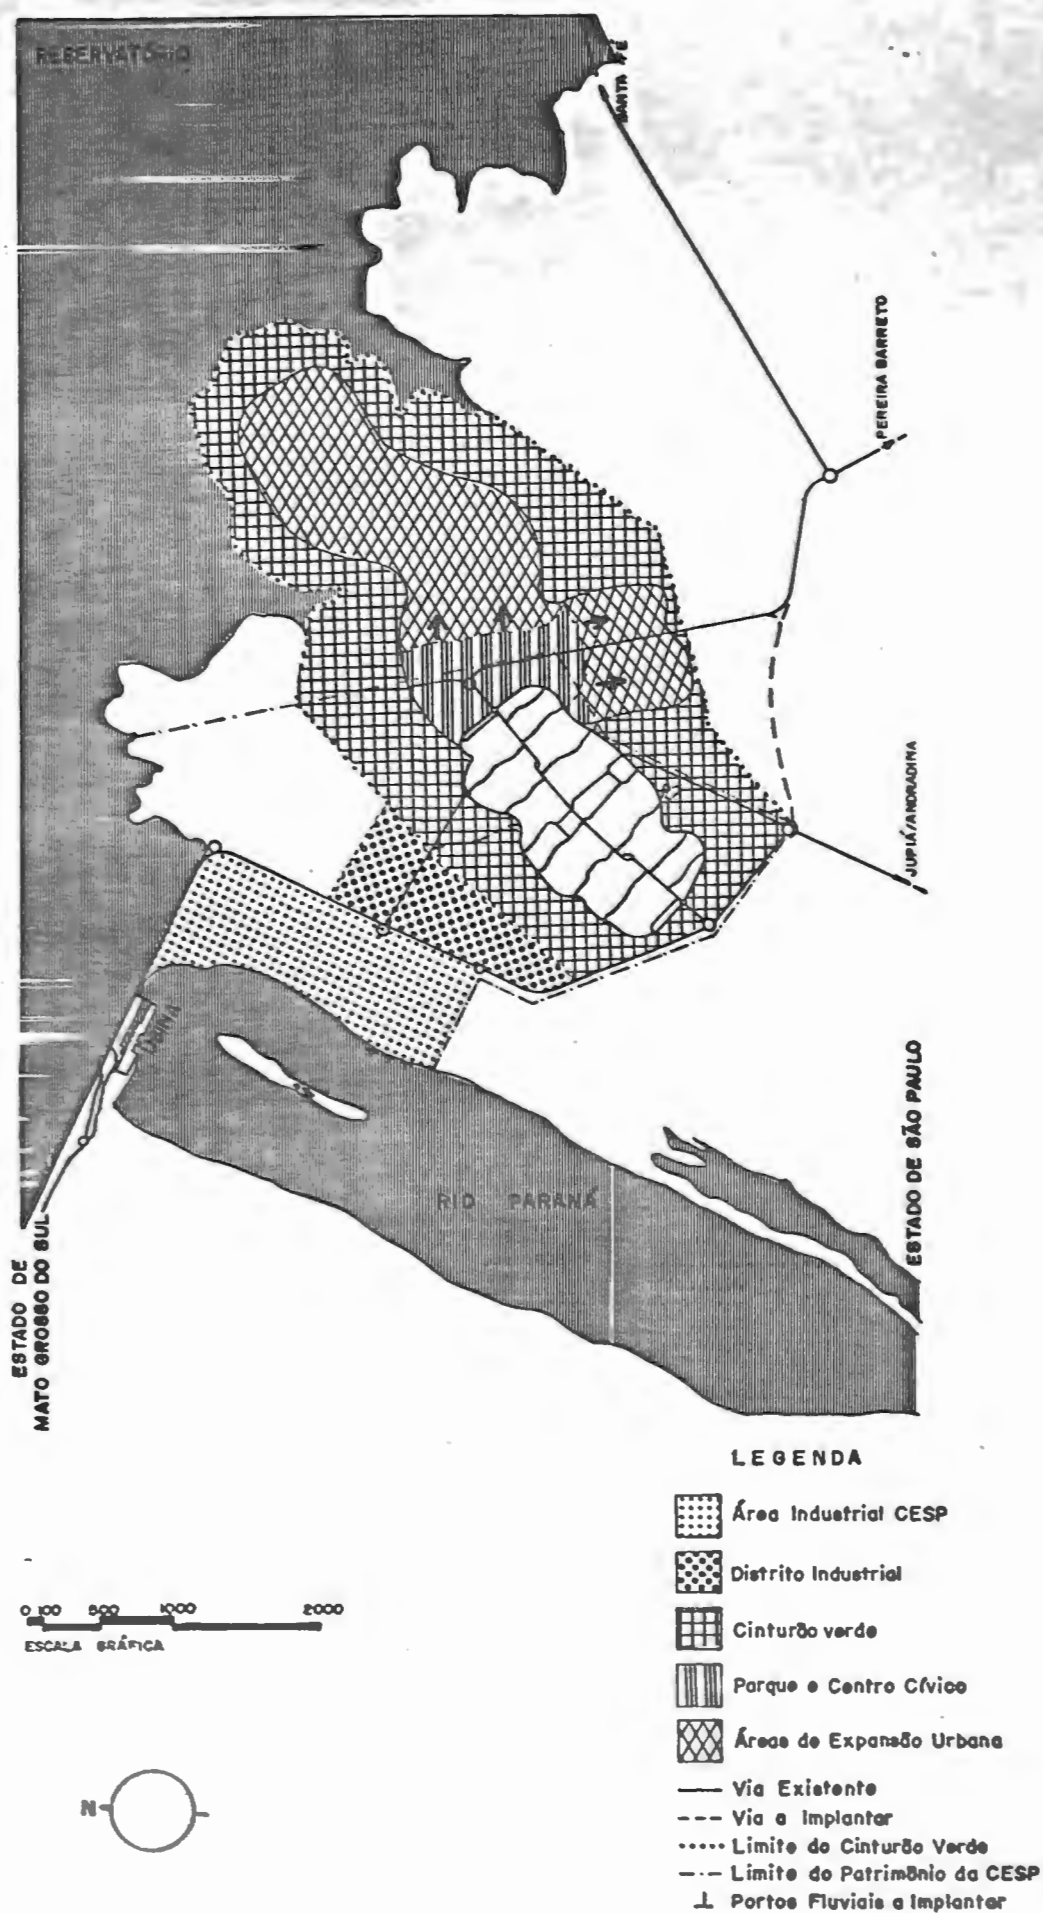 RESERVATÓRIO
SANTA FÉ
PEREIRA BARRETO
JUPIÁ/ANDRADINA
USINA
RIO PARANÁ
ESTADO DE SÃO PAULO
ESTADO DE
MATO GROSSO DO SUL
LEGENDA
Área Industrial CESP
Distrito Industrial
Cinturão verde
Parque e Centro Cívico
Áreas de Expansão Urbana
Via Existente
Via a Implantar
Limite do Cinturão Verde
Limite do Patrimônio da CESP
Portos Fluviais a Implantar
0 100 500 1000 2000
ESCALA GRÁFICA
N